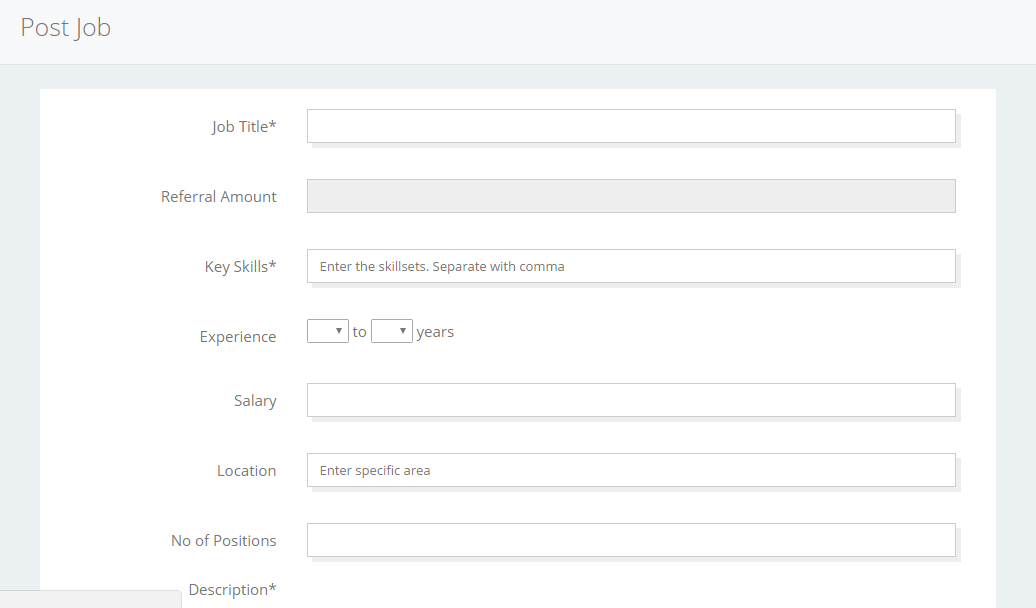 Post Job
Job Title*
Referral Amount
Key Skills* Enter the skillsets. Separate with comma
Experience to years
Salary
Location Enter specific area
No of Positions
Description*